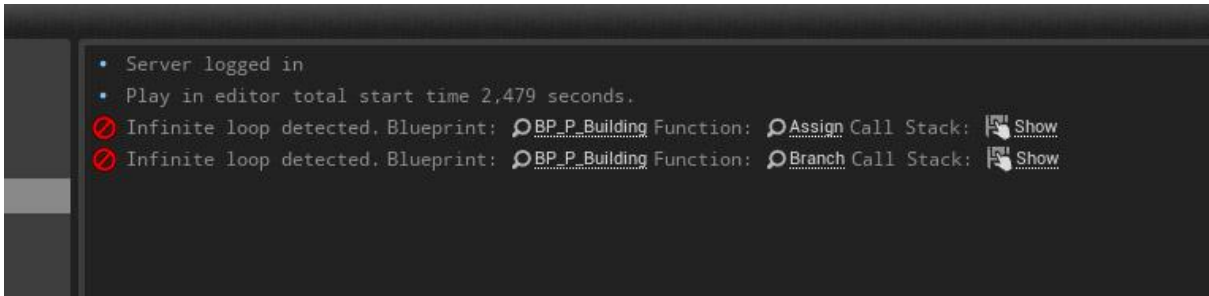 Server logged in
Play in editor total start time 2,479 seconds.
Infinite loop detected. Blueprint: BP_P_Building Function: Assign Call Stack: Show
Infinite loop detected. Blueprint: BP_P_Building Function: Branch Call Stack: Show